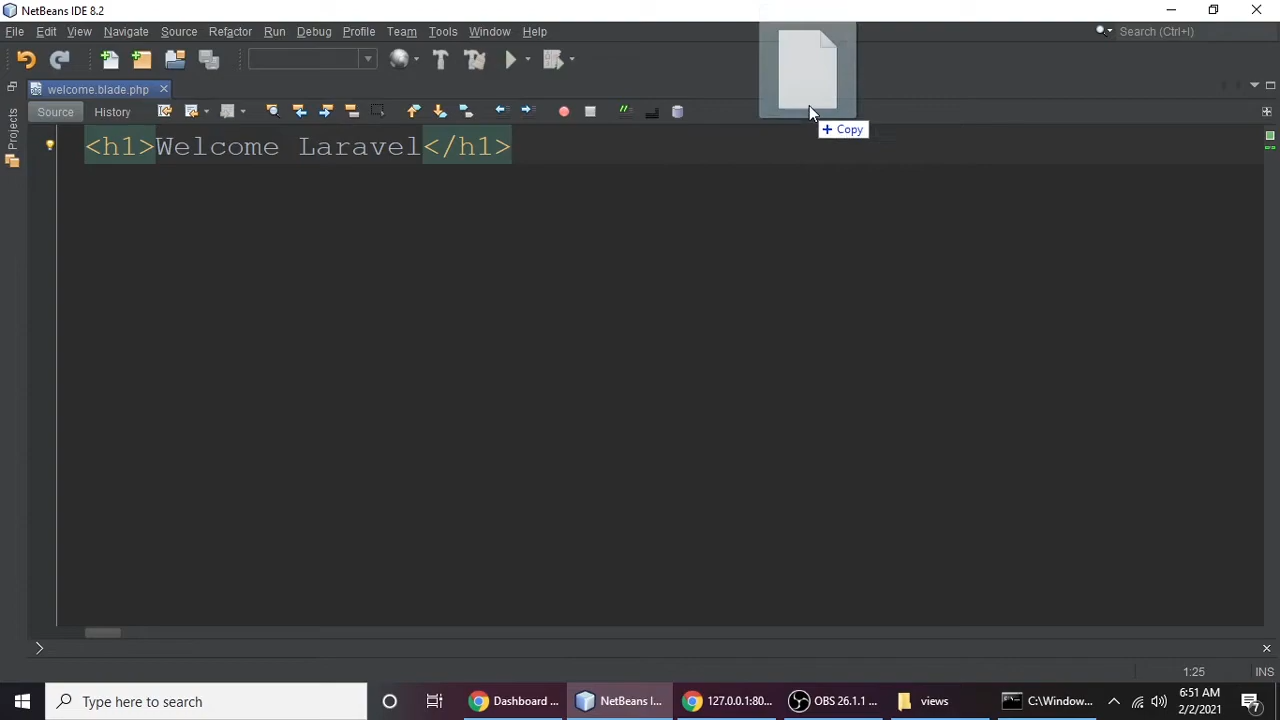 NetBeans IDE 8.2
File Edit View Navigate Source Refactor Run Debug Profile Team Tools Window Help
Search (Ctrl+I)
welcome.blade.php
Source History
+ Copy
Projects
<h1>Welcome Laravel</h1>
1:25 INS
Type here to search
Dashboard ...
NetBeans I...
127.0.0.1:80...
OBS 26.1.1 ...
views
C:\Window...
6:51 AM
2/2/2021
7